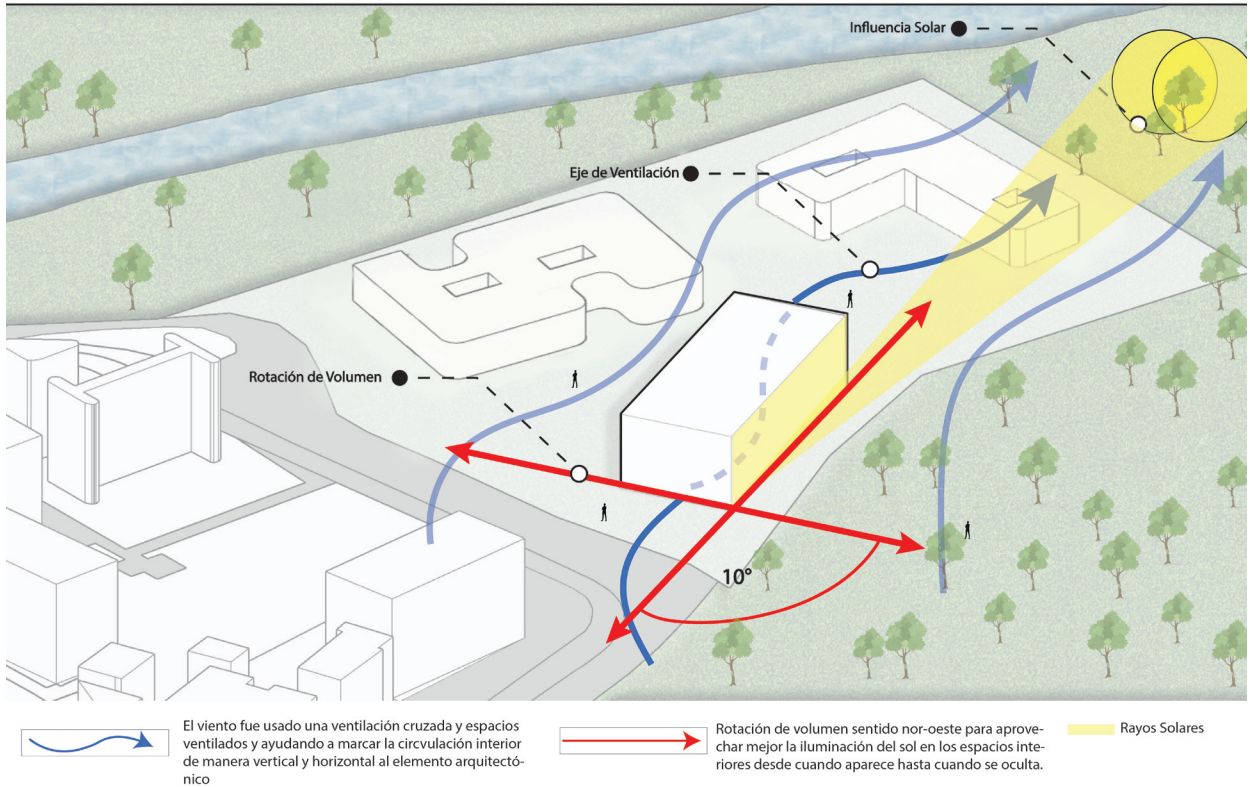 Influencia Solar
Eje de Ventilación
Rotación de Volumen
10°
El viento fue usado una ventilación cruzada y espacios
ventilados y ayudando a marcar la circvulación interior
de manera vertical y horizontal al elemento arquitectó-
nico
Rotación de volumen sentido nor-oeste para aprove-
char mejor la iluminación del sol en los espacios inte-
riores desde cuando aparece hasta cuando se oculta.
Rayos Solares